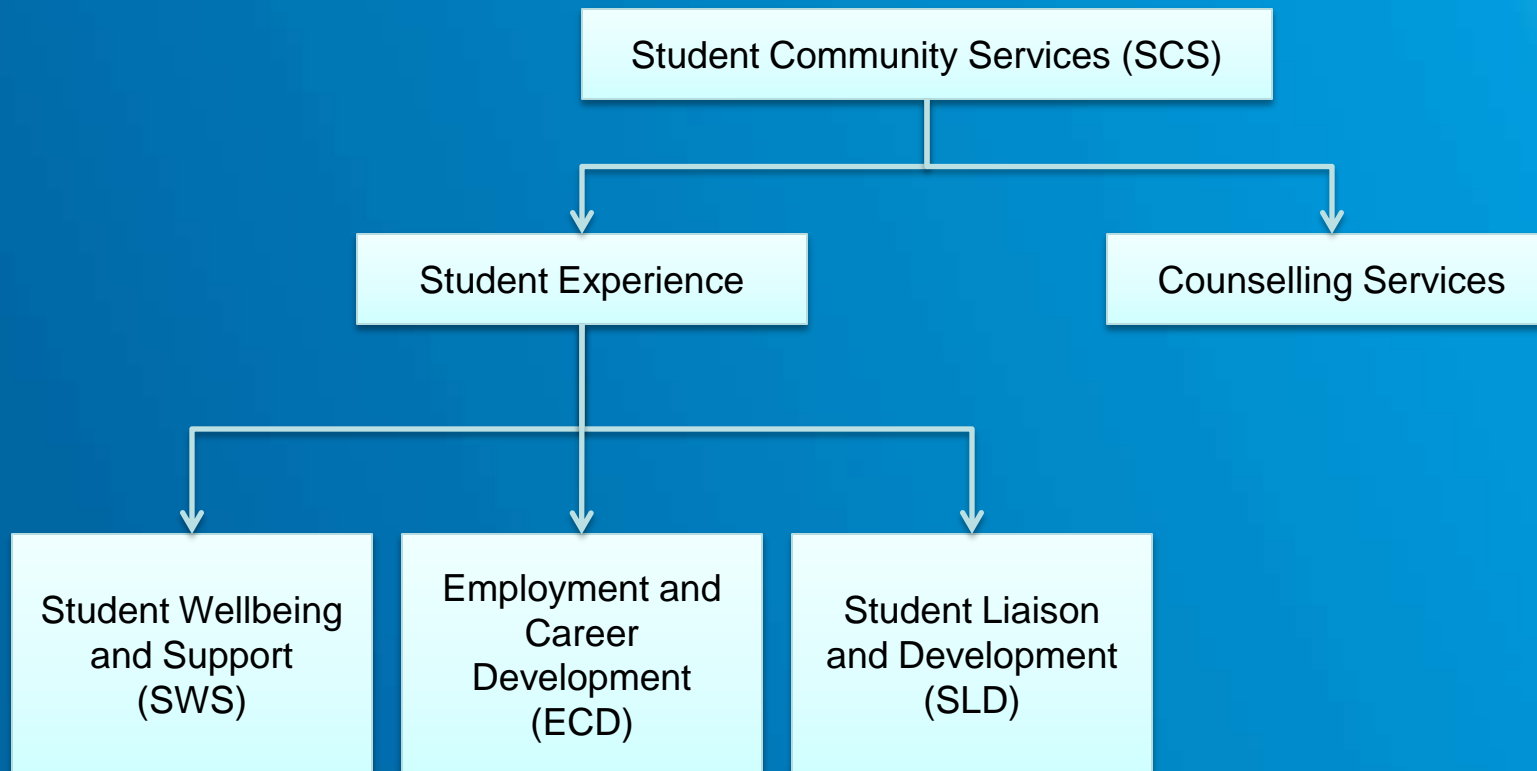 Student Community Services (SCS)
Student Experience
Counselling Services
Student Wellbeing
and Support
(SWS)
Employment and
Career
Development
(ECD)
Student Liaison
and Development
(SLD)